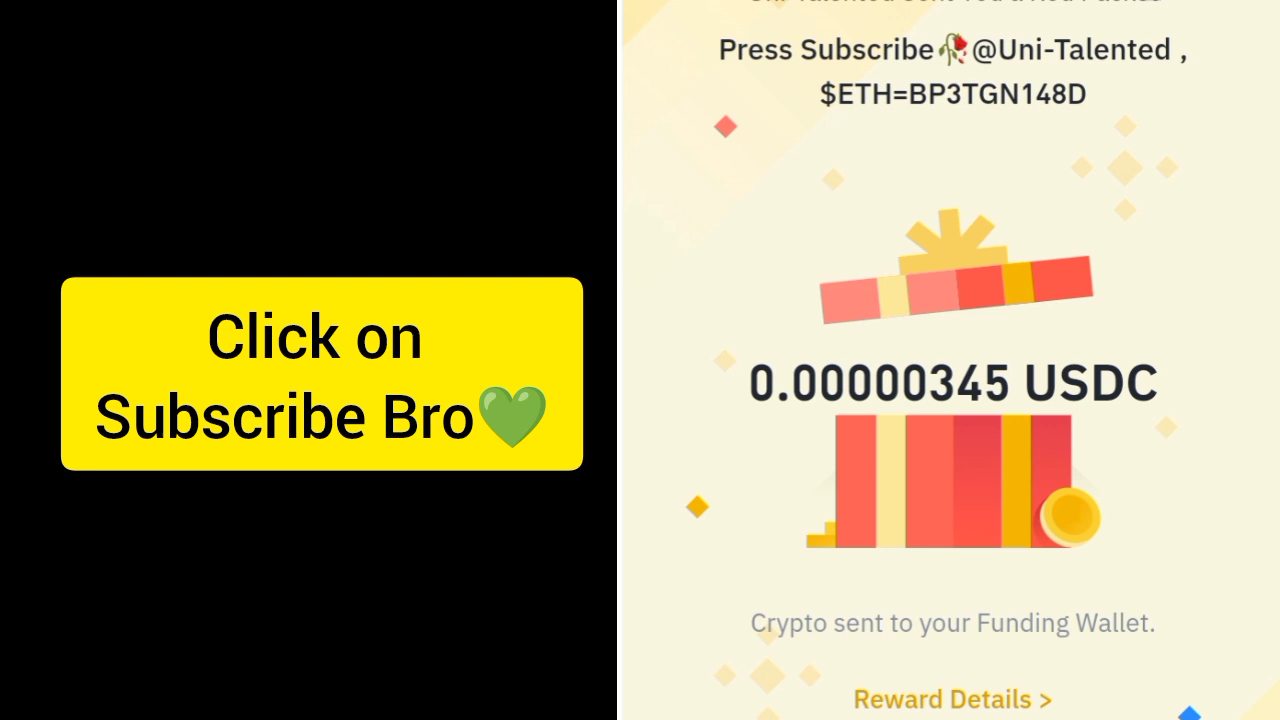 Click on
Subscribe Bro💚
Press Subscribe🥀@Uni-Talented ,
$ETH=BP3TGN148D
0.00000345 USDC
Crypto sent to your Funding Wallet.
Reward Details >